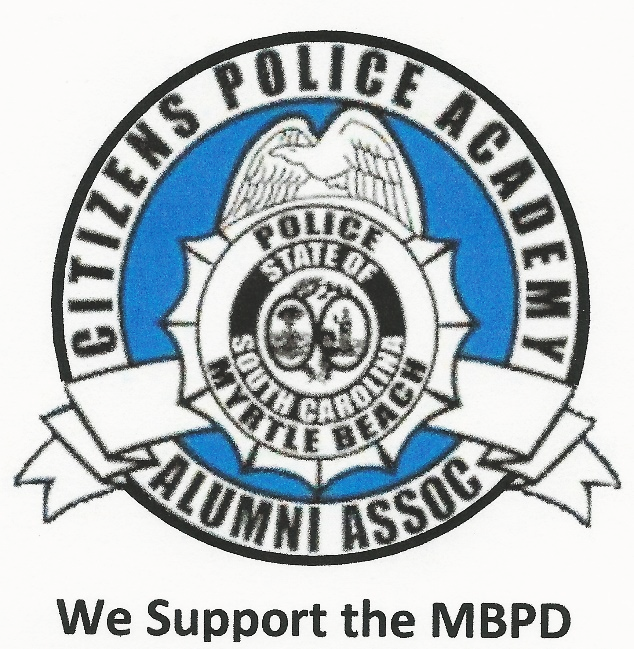 CITIZENS POLICE ACADEMY
POLICE
STATE OF
SOUTH CAROLINA
MYRTLE BEACH
ALUMNI ASSOC
We Support the MBPD